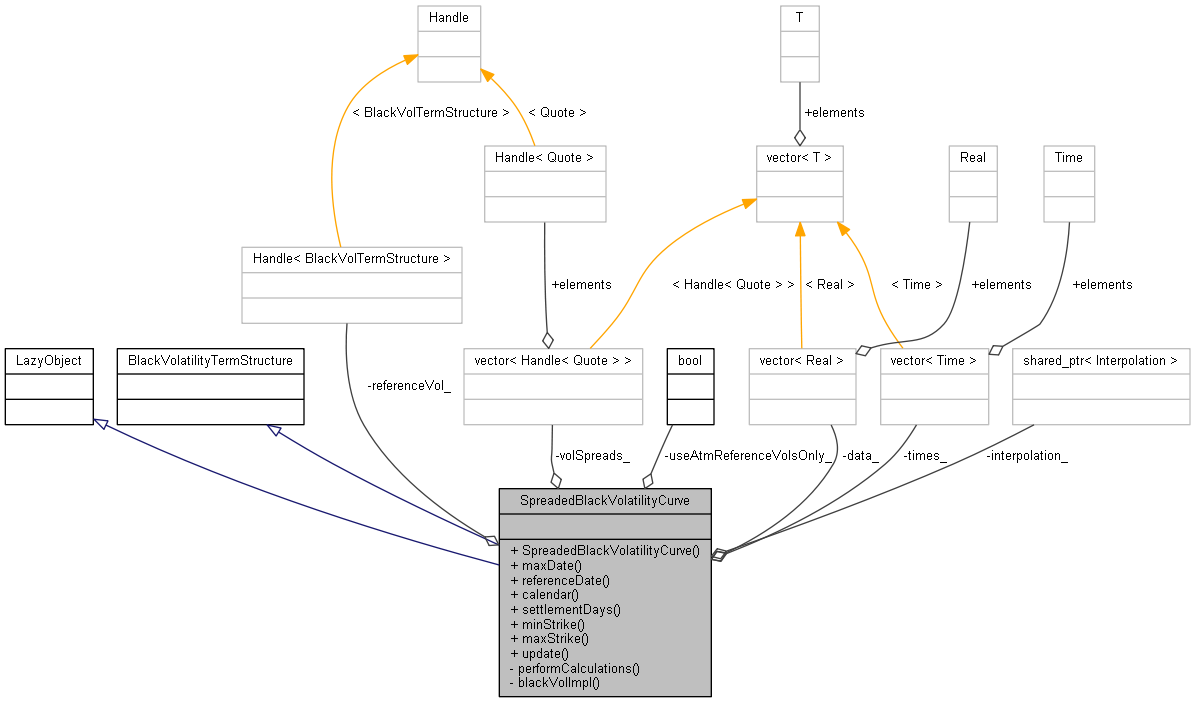 Handle
T
< BlackVolTermStructure >
< Quote >
+elements
Handle< Quote >
vector< T >
Real
Time
Handle< BlackVolTermStructure >
+elements
< Handle< Quote > >
< Real >
< Time >
+elements
+elements
LazyObject
BlackVolatilityTermStructure
vector< Handle< Quote > >
bool
vector< Real >
vector< Time >
shared_ptr< Interpolation >
-referenceVol_
-volSpreads_
-useAtmReferenceVolsOnly_
-data_
-times_
-interpolation_
SpreadedBlackVolatilityCurve
+ SpreadedBlackVolatilityCurve()
+ maxDate()
+ referenceDate()
+ calendar()
+ settlementDays()
+ minStrike()
+ maxStrike()
+ update()
- performCalculations()
- blackVolImpl()